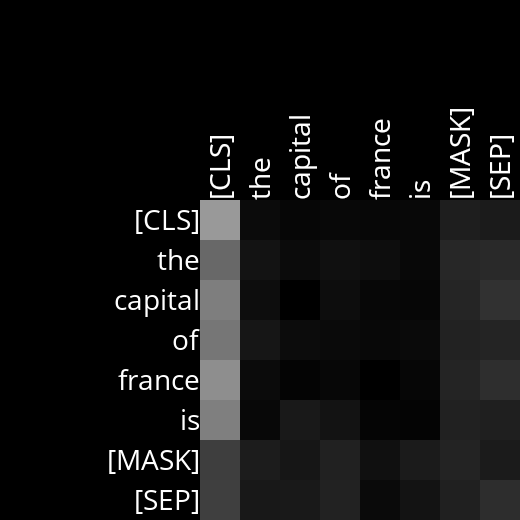 [CLS] the capital of france is [MASK] [SEP]
[CLS]
the
capital
of
france
is
[MASK]
[SEP]